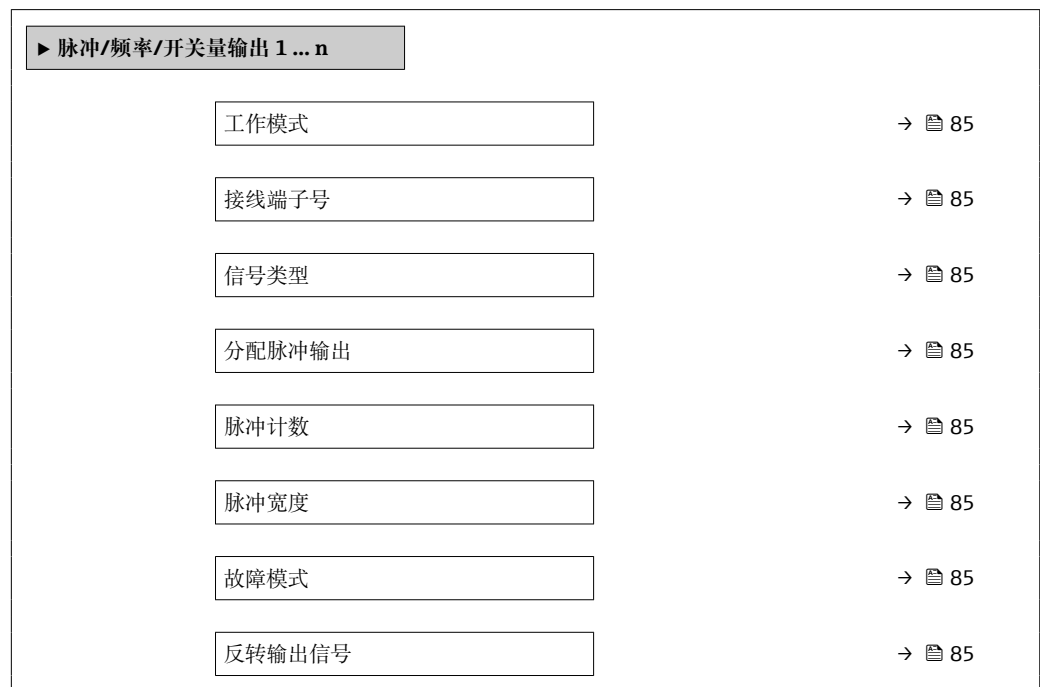 ▶ 脉冲/频率/开关量输出 1 ... n
工作模式 → 🖺 85
接线端子号 → 🖺 85
信号类型 → 🖺 85
分配脉冲输出 → 🖺 85
脉冲计数 → 🖺 85
脉冲宽度 → 🖺 85
故障模式 → 🖺 85
反转输出信号 → 🖺 85